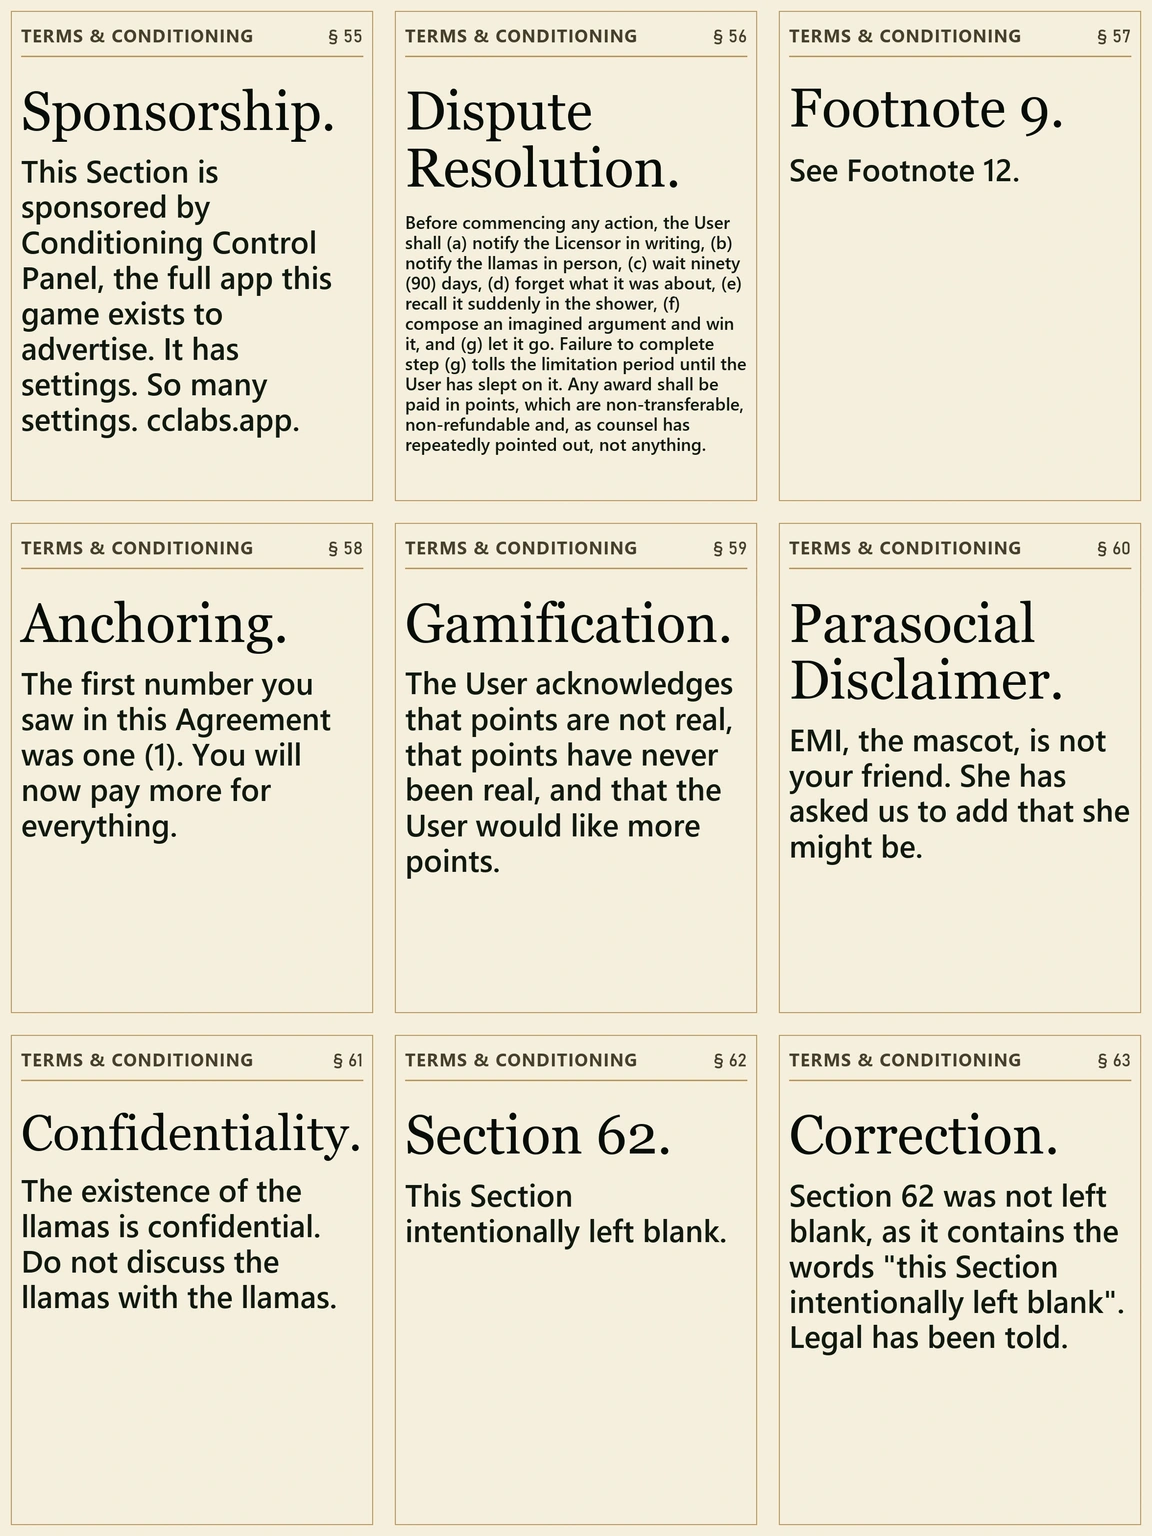 TERMS & CONDITIONING § 55
Sponsorship.
This Section is
sponsored by
Conditioning Control
Panel, the full app this
game exists to
advertise. It has
settings. So many
settings. cclabs.app.
TERMS & CONDITIONING § 56
Dispute
Resolution.
Before commencing any action, the User
shall (a) notify the Licensor in writing, (b)
notify the llamas in person, (c) wait ninety
(90) days, (d) forget what it was about, (e)
recall it suddenly in the shower, (f)
compose an imagined argument and win
it, and (g) let it go. Failure to complete
step (g) tolls the limitation period until the
User has slept on it. Any award shall be
paid in points, which are non-transferable,
non-refundable and, as counsel has
repeatedly pointed out, not anything.
TERMS & CONDITIONING § 57
Footnote 9.
See Footnote 12.
TERMS & CONDITIONING § 58
Anchoring.
The first number you
saw in this Agreement
was one (1). You will
now pay more for
everything.
TERMS & CONDITIONING § 59
Gamification.
The User acknowledges
that points are not real,
that points have never
been real, and that the
User would like more
points.
TERMS & CONDITIONING § 60
Parasocial
Disclaimer.
EMI, the mascot, is not
your friend. She has
asked us to add that she
might be.
TERMS & CONDITIONING § 61
Confidentiality.
The existence of the
llamas is confidential.
Do not discuss the
llamas with the llamas.
TERMS & CONDITIONING § 62
Section 62.
This Section
intentionally left blank.
TERMS & CONDITIONING § 63
Correction.
Section 62 was not left
blank, as it contains the
words "this Section
intentionally left blank".
Legal has been told.